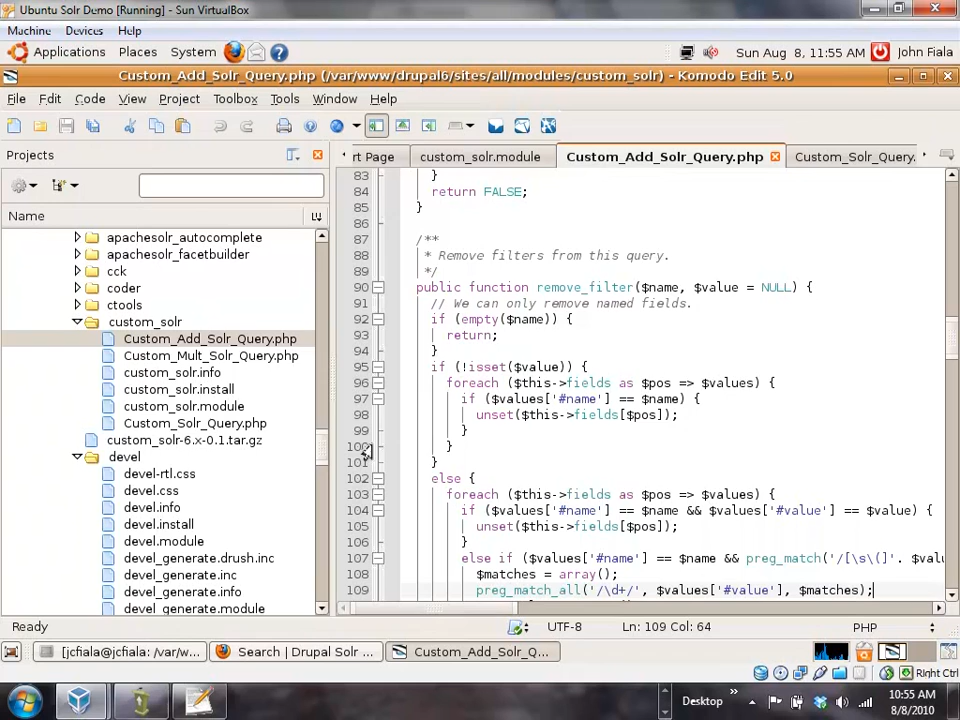 Ubuntu Solr Demo [Running] - Sun VirtualBox
Machine Devices Help
Applications Places System Sun Aug 8, 11:55 AM John Fiala
Custom_Add_Solr_Query.php (/var/www/drupal6/sites/all/modules/custom_solr) - Komodo Edit 5.0
File Edit Code View Project Toolbox Tools Window Help
Projects
rt Page custom_solr.module Custom_Add_Solr_Query.php Custom_Solr_Query.
Name
apachesolr_autocomplete
apachesolr_facetbuilder
cck
coder
ctools
custom_solr
Custom_Add_Solr_Query.php
Custom_Mult_Solr_Query.php
custom_solr.info
custom_solr.install
custom_solr.module
Custom_Solr_Query.php
custom_solr-6.x-0.1.tar.gz
devel
devel-rtl.css
devel.css
devel.info
devel.install
devel.module
devel_generate.drush.inc
devel_generate.inc
devel_generate.info
devel_generate.module
83 }
84 return FALSE;
85 }
86
87 /**
88 * Remove filters from this query.
89 */
90 public function remove_filter($name, $value = NULL) {
91 // We can only remove named fields.
92 if (empty($name)) {
93 return;
94 }
95 if (!isset($value)) {
96 foreach ($this->fields as $pos => $values) {
97 if ($values['#name'] == $name) {
98 unset($this->fields[$pos]);
99 }
100 }
101 }
102 else {
103 foreach ($this->fields as $pos => $values) {
104 if ($values['#name'] == $name && $values['#value'] == $value) {
105 unset($this->fields[$pos]);
106 }
107 else if ($values['#name'] == $name && preg_match('/[\s\(]'. $valu
108 $matches = array();
109 preg_match_all('/\d+/', $values['#value'], $matches);
Ready UTF-8 Ln: 109 Col: 64 PHP
[jcfiala@jcfiala: /var/w... Search | Drupal Solr ... Custom_Add_Solr_Q...
Right Ctrl
Desktop
10:55 AM
8/8/2010